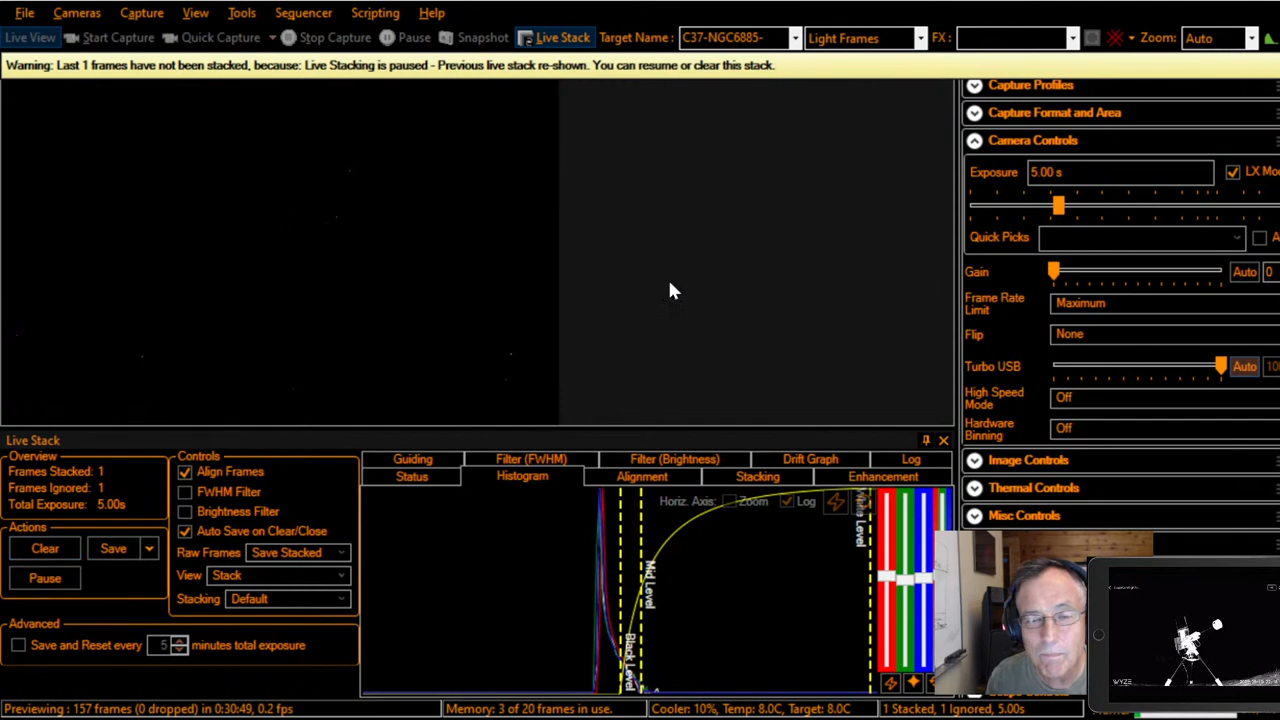 File Cameras Capture View Tools Sequencer Scripting Help
Live View Start Capture Quick Capture Stop Capture Pause Snapshot Live Stack Target Name : C37-NGC6885- Light Frames FX : Zoom: Auto
Warning: Last 1 frames have not been stacked, because: Live Stacking is paused - Previous live stack re-shown. You can resume or clear this stack.
Capture Profiles
Capture Format and Area
Camera Controls
Exposure 5.00 s LX Mo
Quick Picks A
Gain Auto 0
Frame Rate
Limit Maximum
Flip None
Turbo USB Auto 10
High Speed
Mode Off
Hardware
Binning Off
Image Controls
Thermal Controls
Misc Controls
Live Stack
Overview
Frames Stacked: 1
Frames Ignored: 1
Total Exposure: 5.00s
Actions
Clear Save
Pause
Controls
Align Frames
FWHM Filter
Brightness Filter
Auto Save on Clear/Close
Raw Frames Save Stacked
View Stack
Stacking Default
Advanced
Save and Reset every 5 minutes total exposure
Guiding Filter (FWHM) Filter (Brightness) Drift Graph Log
Status Histogram Alignment Stacking Enhancement
Horiz. Axis: Zoom Log
Black Level
Mid Level
White Level
WYZE
Previewing : 157 frames (0 dropped) in 0:30:49, 0.2 fps Memory: 3 of 20 frames in use. Cooler: 10%, Temp: 8.0C, Target: 8.0C 1 Stacked, 1 Ignored, 5.00s